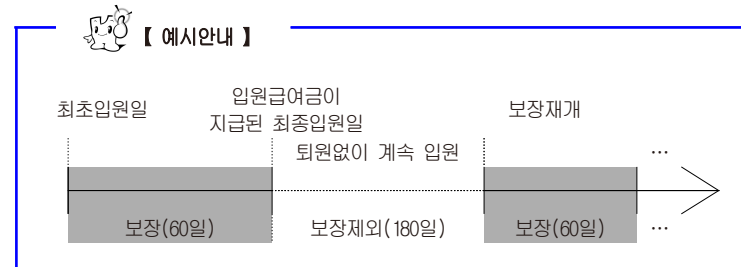 【 예시안내 】
최초입원일
입원급여금이
지급된 최종입원일
보장재개
퇴원없이 계속 입원
…
보장(60일)
보장제외(180일)
보장(60일)
…